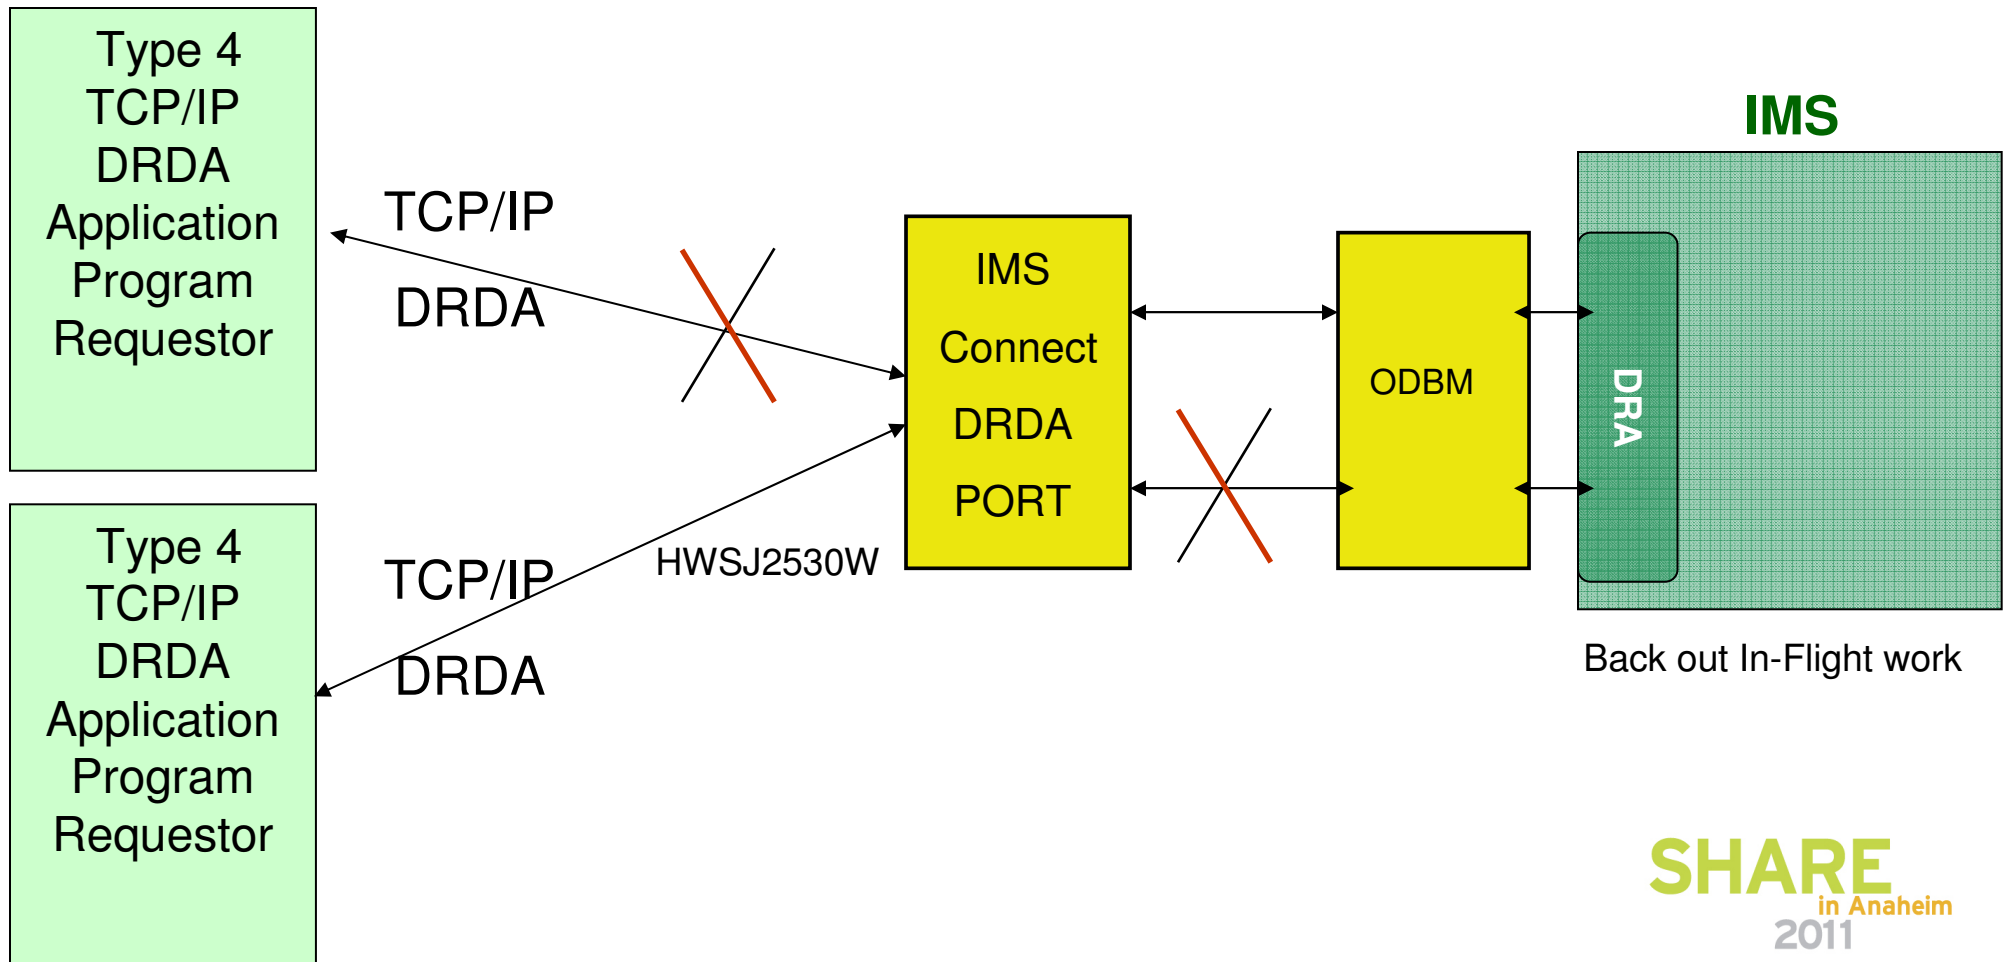 Type 4
TCP/IP
DRDA
Application
Program
Requestor
TCP/IP
DRDA
IMS
Connect
DRDA
PORT
ODBM
IMS
DRA
Back out In-Flight work
Type 4
TCP/IP
DRDA
Application
Program
Requestor
TCP/IP
DRDA
HWSJ2530W
SHARE
in Anaheim
2011